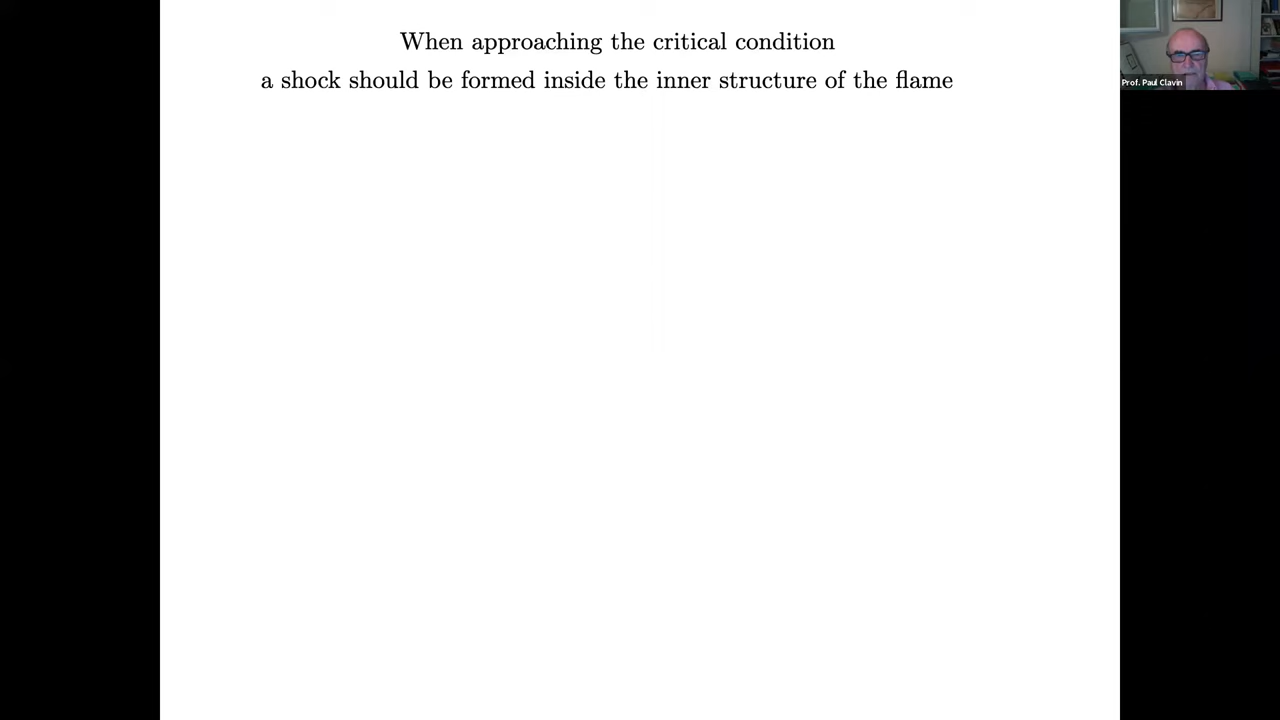 When approaching the critical condition
a shock should be formed inside the inner structure of the flame
Prof. Paul Clavin